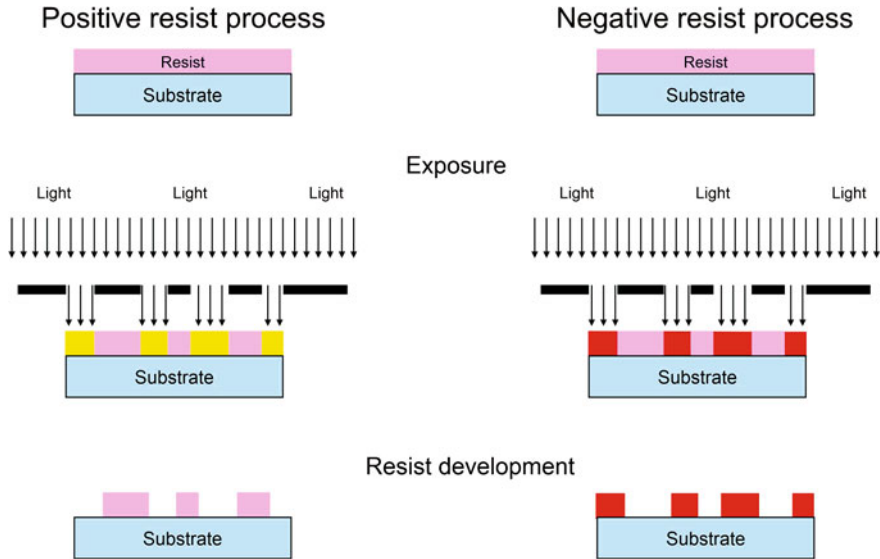 Positive resist process
Negative resist process
Resist
Resist
Substrate
Substrate
Exposure
Light Light Light
Light Light Light
Substrate
Substrate
Resist development
Substrate
Substrate